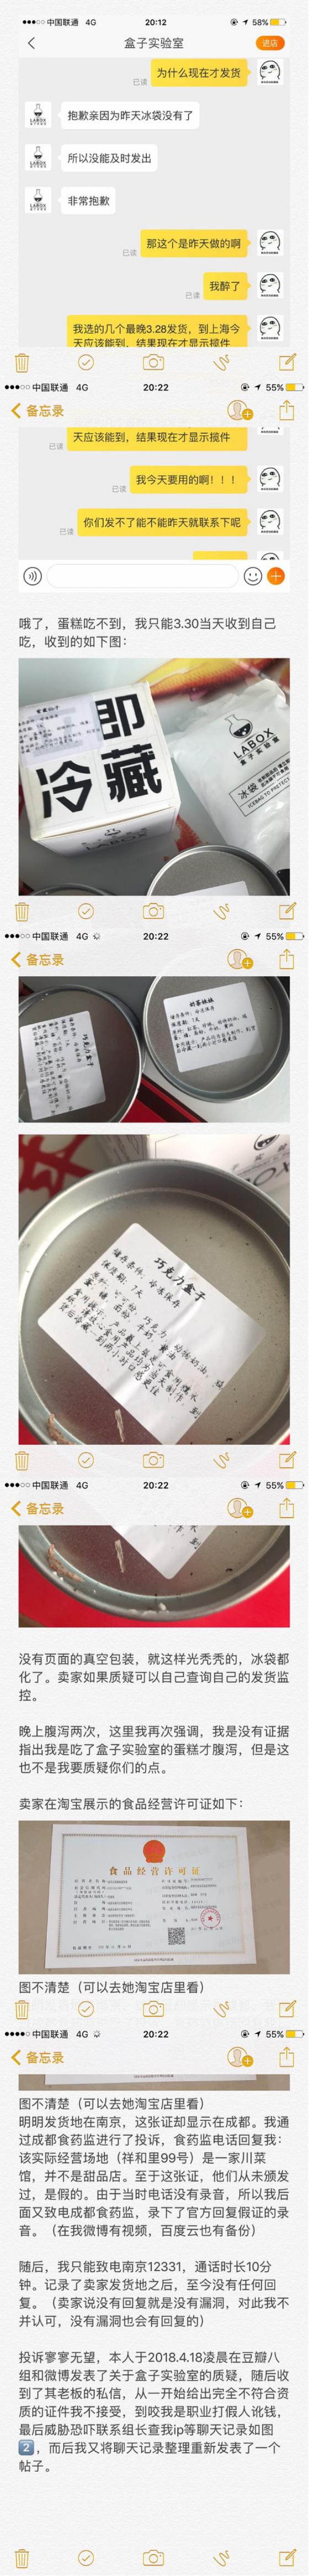 中国联通 4G 20:12 58%
盒子实验室
进店
为什么现在才发货
已读
LABOX
抱歉亲因为昨天冰袋没有了
LABOX
所以没能及时发出
LABOX
非常抱歉
那这个是昨天做的啊
已读
我醉了
已读
我选的几个最晚3.28发货，到上海今
天应该能到，结果现在才显示揽件
中国联通 4G 20:22 55%
备忘录
天应该能到，结果现在才显示揽件
已读
我今天要用的啊！！！
已读
你们发不了能不能昨天就联系下呢
已读
哦了，蛋糕吃不到，我只能3.30当天收到自己
吃，收到的如下图：
即
冷藏
LABOX
LABOX
盒子实验室
冰袋
中国联通 4G 20:22 55%
备忘录
巧克力盒子
奶茶妹妹
巧克力盒子
储存条件：冷藏保存
保质期：7天
中国联通 4G 20:22 55%
备忘录
没有页面的真空包装，就这样光秃秃的，冰袋都
化了。卖家如果质疑可以自己查询自己的发货监
控。
晚上腹泻两次，这里我再次强调，我是没有证据
指出我是吃了盒子实验室的蛋糕才腹泻，但是这
也不是我要质疑你们的点。
卖家在淘宝展示的食品经营许可证如下：
食品经营许可证
图不清楚（可以去她淘宝店里看）
中国联通 4G 20:22 55%
备忘录
图不清楚（可以去她淘宝店里看）
明明发货地在南京，这张证却显示在成都。我通
过成都食药监进行了投诉，食药监电话回复我：
该实际经营场地（祥和里99号）是一家川菜
馆，并不是甜品店。至于这张证，他们从未颁发
过，是假的。由于当时电话没有录音，所以我后
面又致电成都食药监，录下了官方回复假证的录
音。（在我微博有视频，百度云也有备份）
随后，我只能致电南京12331，通话时长10分
钟。记录了卖家发货地之后，至今没有任何回
复。（卖家说没有回复就是没有漏洞，对此我不
并认可，没有漏洞也会有回复的）
投诉寥寥无望，本人于2018.4.18凌晨在豆瓣八
组和微博发表了关于盒子实验室的质疑，随后收
到了其老板的私信，从一开始给出完全不符合资
质的证件我不接受，到咬我是职业打假人讹钱，
最后威胁恐吓联系组长查我ip等聊天记录如图
2，而后我又将聊天记录整理重新发表了一个
帖子。